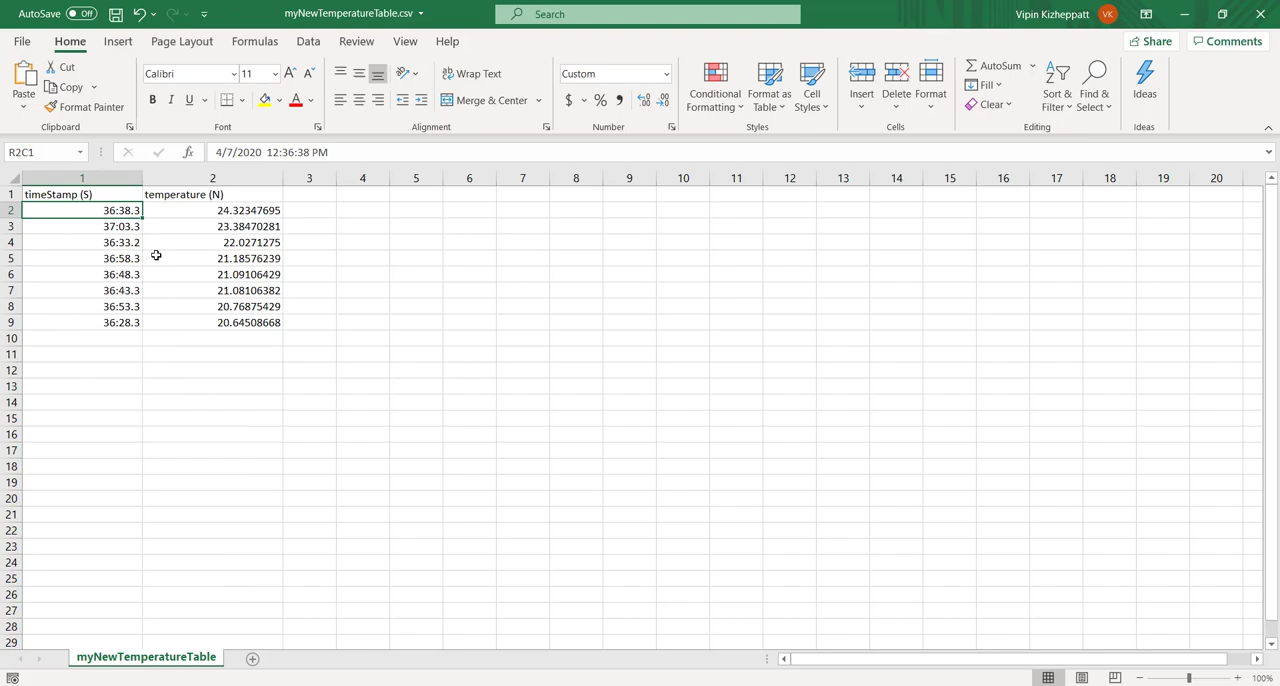 AutoSave Off myNewTemperatureTable.csv Search Vipin Kizheppatt VK
File Home Insert Draw Page Layout Formulas Data Review View Help Share Comments
Paste Cut Copy Format Painter Clipboard
Calibri 11 A A B I U A Font
Wrap Text Merge & Center Alignment
Custom $ % , .00 Number
Conditional Formatting Format as Table Cell Styles Styles
Insert Delete Format Cells
AutoSum Fill Clear Sort & Filter Find & Select Editing
Ideas Ideas
R2C1 fx 4/7/2020 12:36:38 PM
1 2 3 4 5 6 7 8 9 10 11 12 13 14 15 16 17 18 19 20
1 timeStamp (S) temperature (N)
2 36:38.3 24.32347695
3 37:03.3 23.38470281
4 36:33.2 22.0271275
5 36:58.3 21.18576239
6 36:48.3 21.09106429
7 36:43.3 21.08106382
8 36:53.3 20.76875429
9 36:28.3 20.64508668
10
11
12
13
14
15
16
17
18
19
20
21
22
23
24
25
26
27
28
29
myNewTemperatureTable
100%